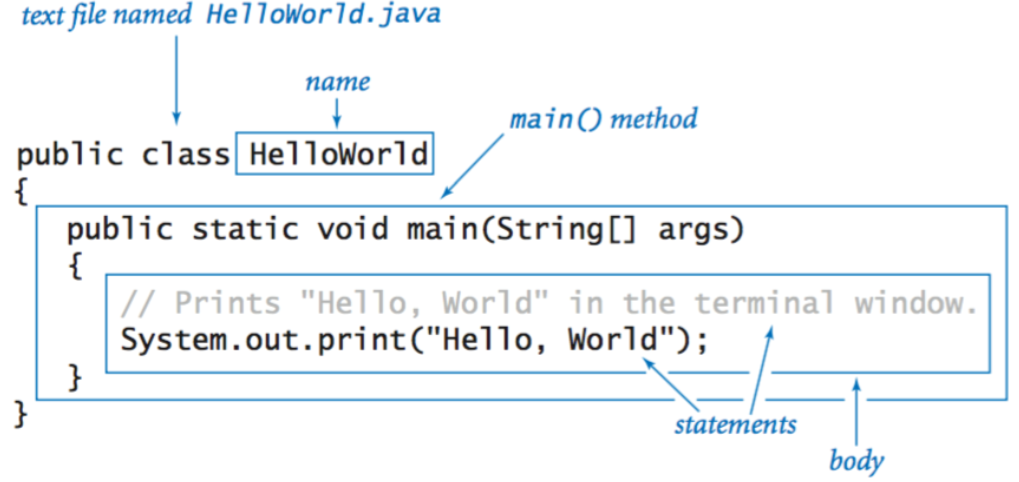 text file named HelloWorld.java
name
main() method
public class HelloWorld
{
public static void main(String[] args)
{
// Prints "Hello, World" in the terminal window.
System.out.print("Hello, World");
}
}
statements
body